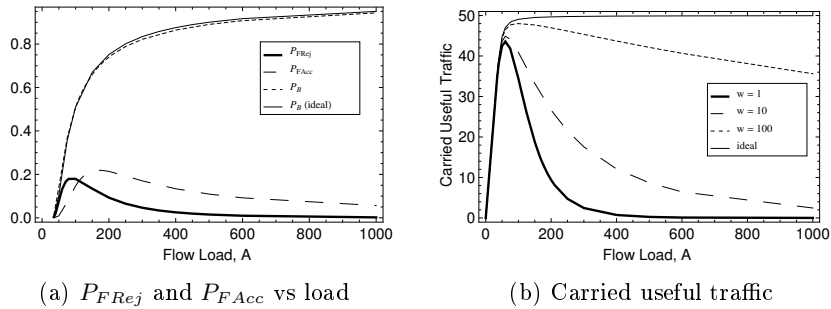 0.8
0.6
0.4
0.2
0.0
0 200 400 600 800 1000
Flow Load, A
P_FRej
P_FAcc
P_B
P_B (ideal)
(a) P_FRej and P_FAcc vs load
50
40
30
20
10
0
0 200 400 600 800 1000
Flow Load, A
Carried Useful Traffic
w = 1
w = 10
w = 100
ideal
(b) Carried useful traffic